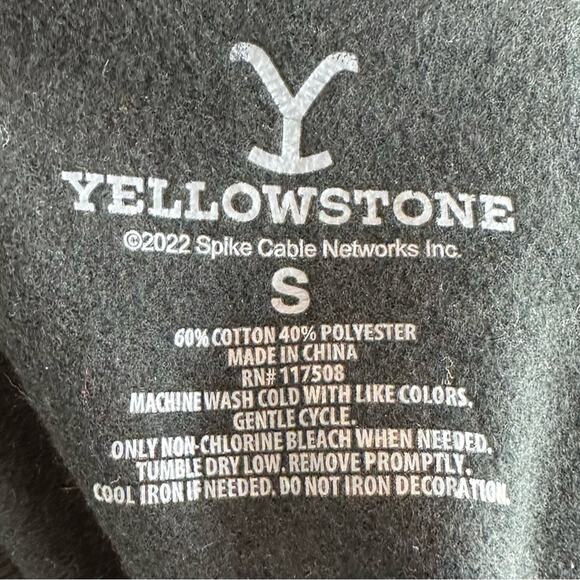 Y
YELLOWSTONE
©2022 Spike Cable Networks Inc.
S
60% COTTON 40% POLYESTER
MADE IN CHINA
RN# 117508
MACHINE WASH COLD WITH LIKE COLORS.
GENTLE CYCLE.
ONLY NON-CHLORINE BLEACH WHEN NEEDED.
TUMBLE DRY LOW. REMOVE PROMPTLY.
COOL IRON IF NEEDED. DO NOT IRON DECORATION.